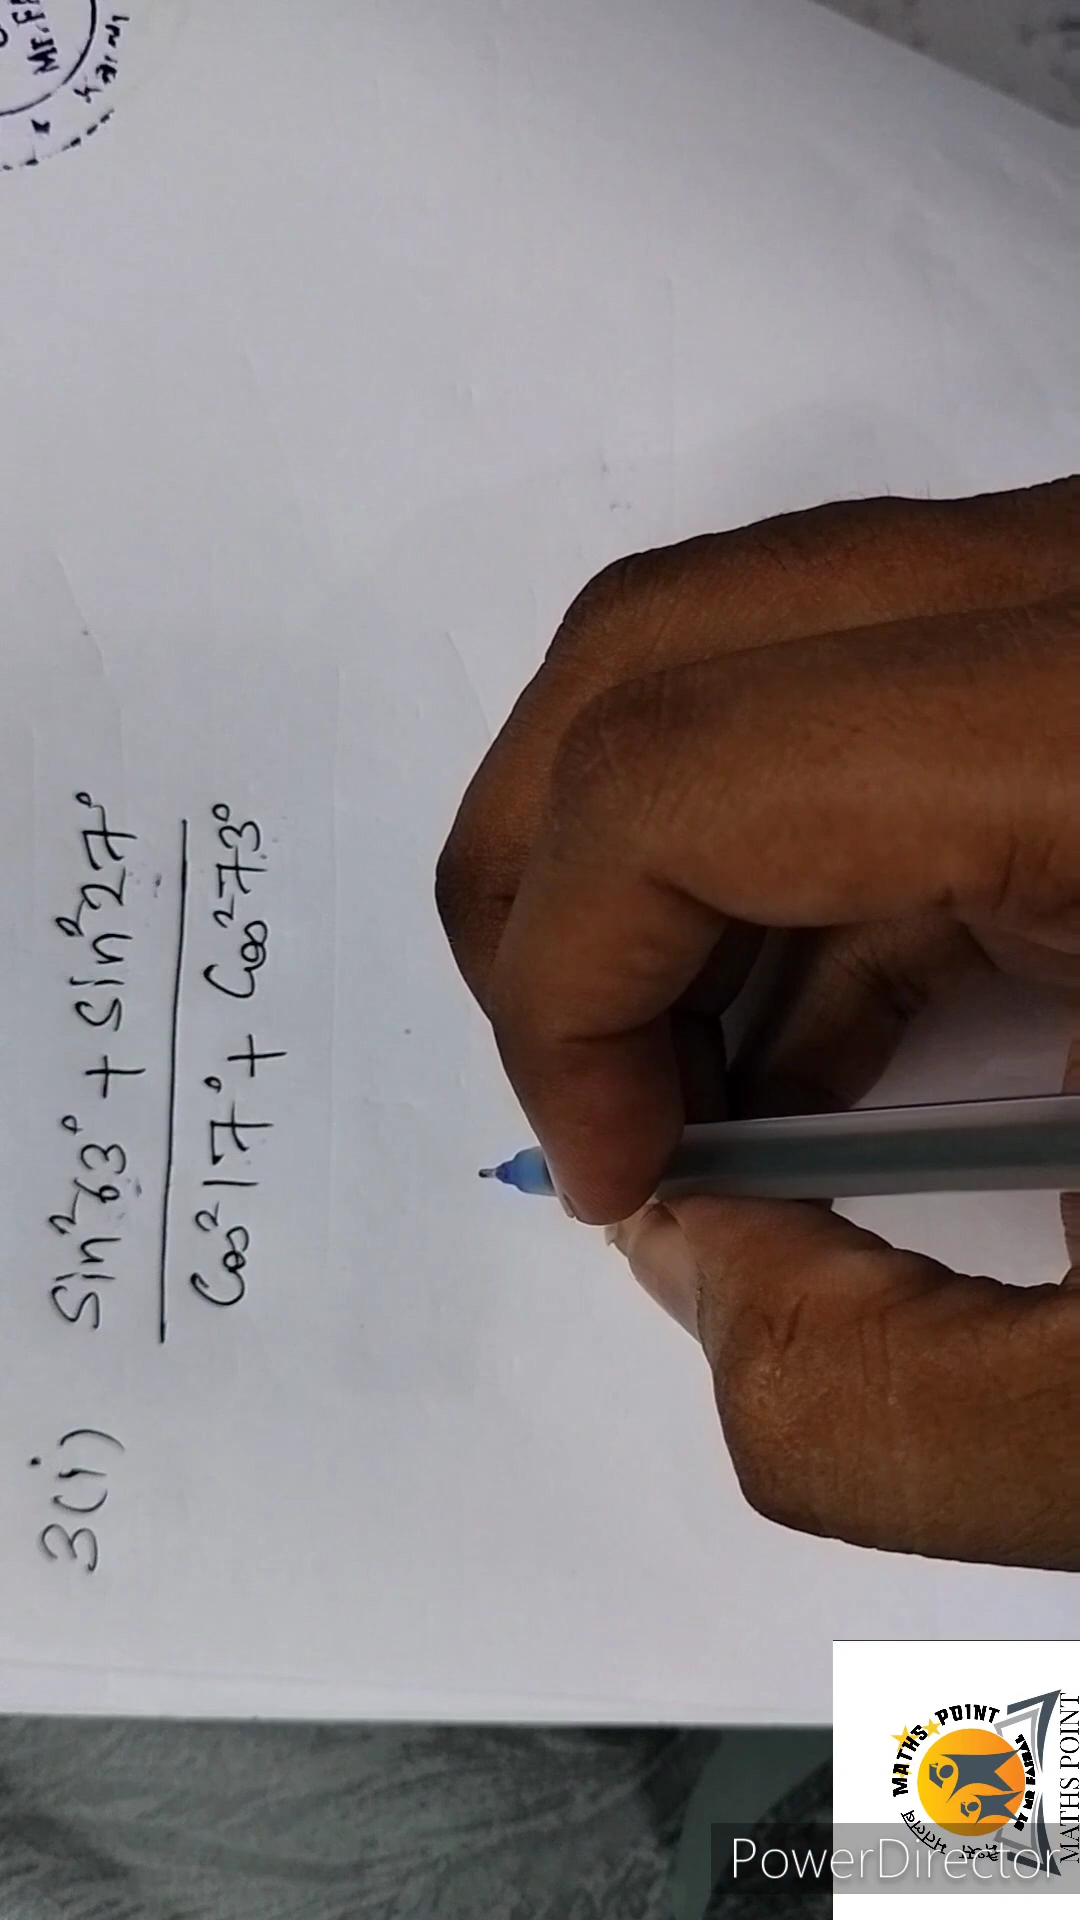 3(i) Sin²63° + Sin²27°
Cos²17° + Cos²73°
MATHS POINT
MATHS POINT
PowerDirector